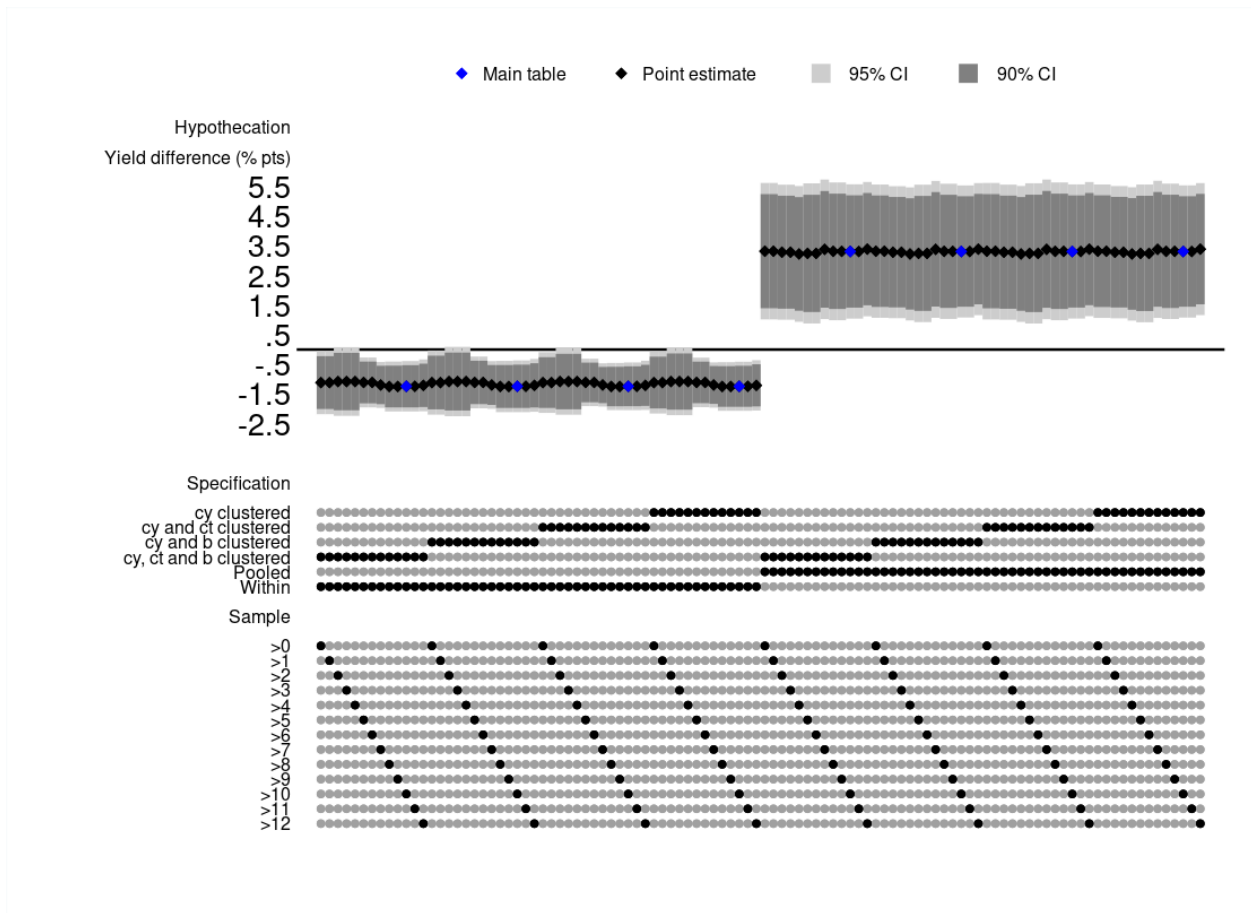 Main table Point estimate 95% CI 90% CI
Hypothecation
Yield difference (% pts)
5.5
4.5
3.5
2.5
1.5
.5
-.5
-1.5
-2.5
Specification
cy clustered
cy and ct clustered
cy and b clustered
cy, ct and b clustered
Pooled
Within
Sample
>0
>1
>2
>3
>4
>5
>6
>7
>8
>9
>10
>11
>12